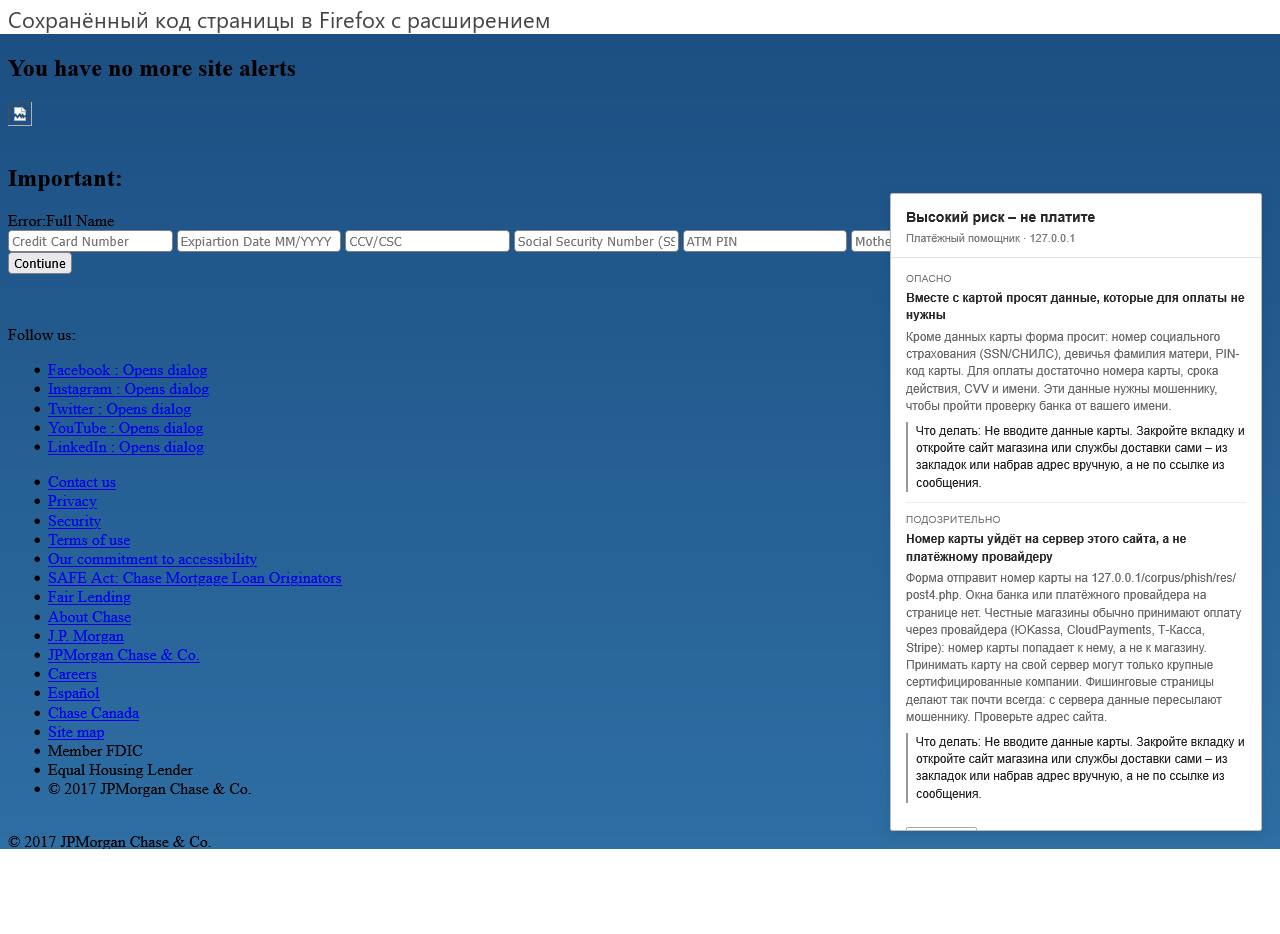 Сохранённый код страницы в Firefox с расширением
You have no more site alerts
Important:
Error:Full Name
Credit Card Number
Expiartion Date MM/YYYY
CCV/CSC
Social Security Number (SS
ATM PIN
Mothe
Contiune
Follow us:
Facebook : Opens dialog
Instagram : Opens dialog
Twitter : Opens dialog
YouTube : Opens dialog
LinkedIn : Opens dialog
Contact us
Privacy
Security
Terms of use
Our commitment to accessibility
SAFE Act: Chase Mortgage Loan Originators
Fair Lending
About Chase
J.P. Morgan
JPMorgan Chase & Co.
Careers
Español
Chase Canada
Site map
Member FDIC
Equal Housing Lender
© 2017 JPMorgan Chase & Co.
© 2017 JPMorgan Chase & Co.
Высокий риск – не платите
Платёжный помощник · 127.0.0.1
ОПАСНО
Вместе с картой просят данные, которые для оплаты не
нужны
Кроме данных карты форма просит: номер социального
страхования (SSN/СНИЛС), девичья фамилия матери, PIN-
код карты. Для оплаты достаточно номера карты, срока
действия, CVV и имени. Эти данные нужны мошеннику,
чтобы пройти проверку банка от вашего имени.
Что делать: Не вводите данные карты. Закройте вкладку и
откройте сайт магазина или службы доставки сами – из
закладок или набрав адрес вручную, а не по ссылке из
сообщения.
ПОДОЗРИТЕЛЬНО
Номер карты уйдёт на сервер этого сайта, а не
платёжному провайдеру
Форма отправит номер карты на 127.0.0.1/corpus/phish/res/
post4.php. Окна банка или платёжного провайдера на
странице нет. Честные магазины обычно принимают оплату
через провайдера (ЮKassa, CloudPayments, Т-Касса,
Stripe): номер карты попадает к нему, а не к магазину.
Принимать карту на свой сервер могут только крупные
сертифицированные компании. Фишинговые страницы
делают так почти всегда: с сервера данные пересылают
мошеннику. Проверьте адрес сайта.
Что делать: Не вводите данные карты. Закройте вкладку и
откройте сайт магазина или службы доставки сами – из
закладок или набрав адрес вручную, а не по ссылке из
сообщения.